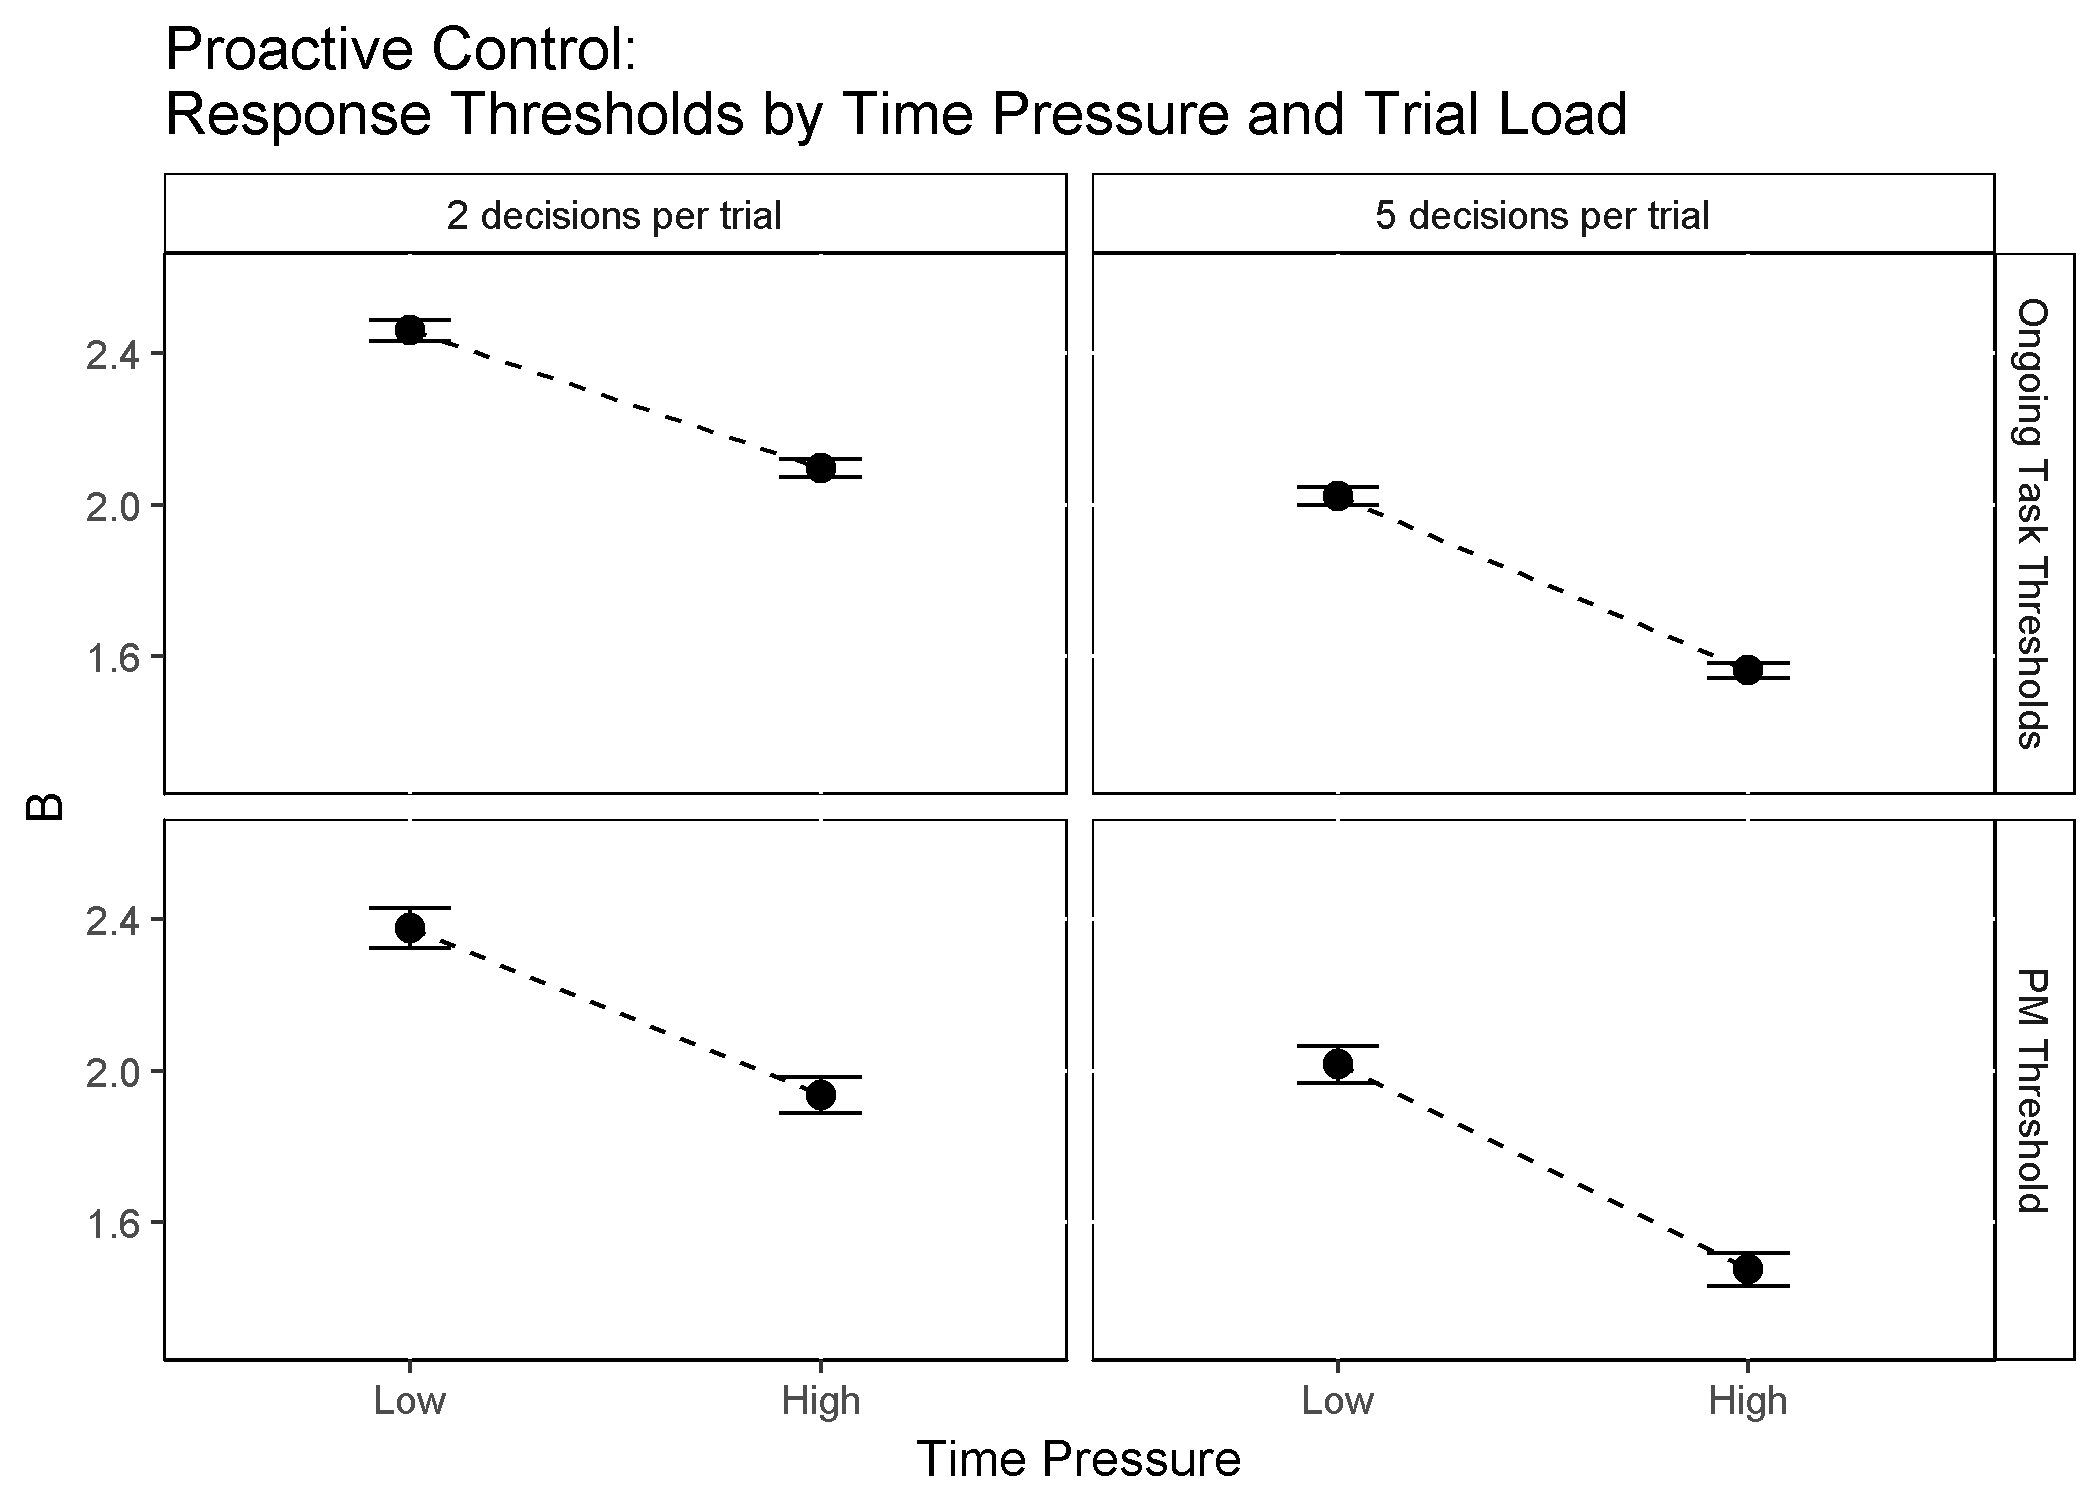 Proactive Control:
Response Thresholds by Time Pressure and Trial Load
2 decisions per trial
5 decisions per trial
2.4
2.0
1.6
Ongoing Task Thresholds
B
2.4
2.0
1.6
PM Threshold
Low
High
Low
High
Time Pressure